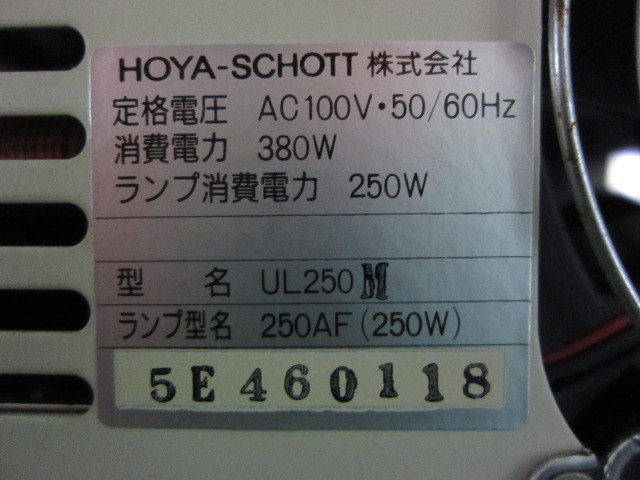 HOYA-SCHOTT 株式会社
定格電圧 AC100V・50/60Hz
消費電力 380W
ランプ消費電力 250W
型 名 UL250M
ランプ型名 250AF(250W)
5E460118